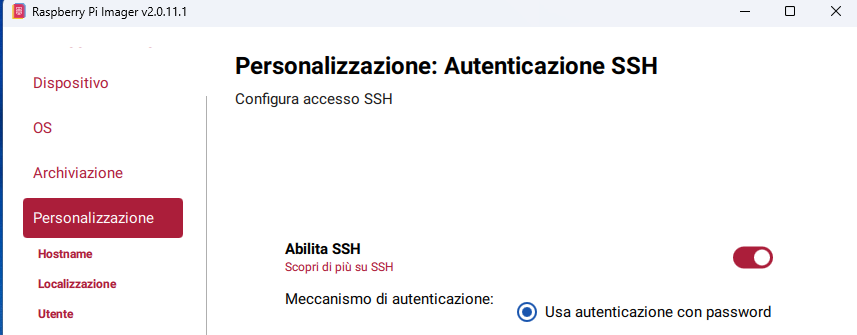 Raspberry Pi Imager v2.0.11.1
Personalizzazione: Autenticazione SSH
Configura accesso SSH
Dispositivo
OS
Archiviazione
Personalizzazione
Hostname
Localizzazione
Utente
Abilita SSH
Scopri di più su SSH
Meccanismo di autenticazione:
Usa autenticazione con password